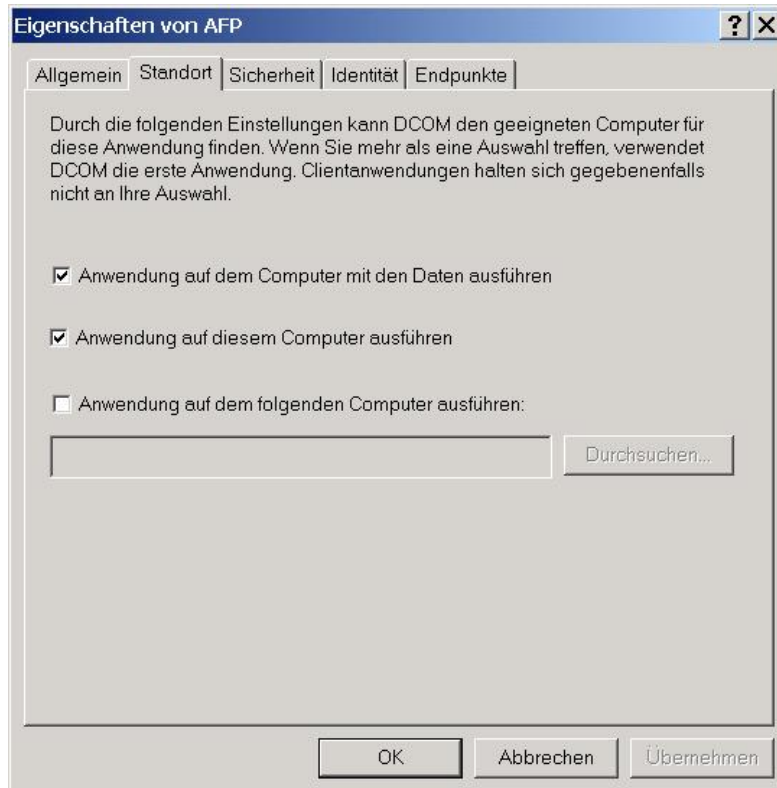 Eigenschaften von AFP
Allgemein Standort Sicherheit Identität Endpunkte
Durch die folgenden Einstellungen kann DCOM den geeigneten Computer für
diese Anwendung finden. Wenn Sie mehr als eine Auswahl treffen, verwendet
DCOM die erste Anwendung. Clientanwendungen halten sich gegebenenfalls
nicht an Ihre Auswahl.
Anwendung auf dem Computer mit den Daten ausführen
Anwendung auf diesem Computer ausführen
Anwendung auf dem folgenden Computer ausführen:
Durchsuchen...
OK Abbrechen Übernehmen